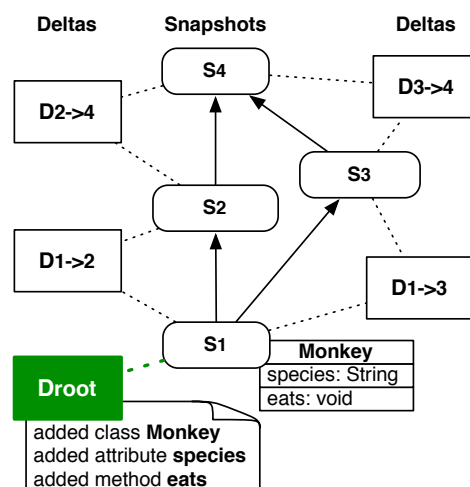 Deltas Snapshots Deltas
S4
D2->4
D3->4
S3
S2
D1->2
D1->3
S1
Monkey
species: String
eats: void
Droot
added class Monkey
added attribute species
added method eats